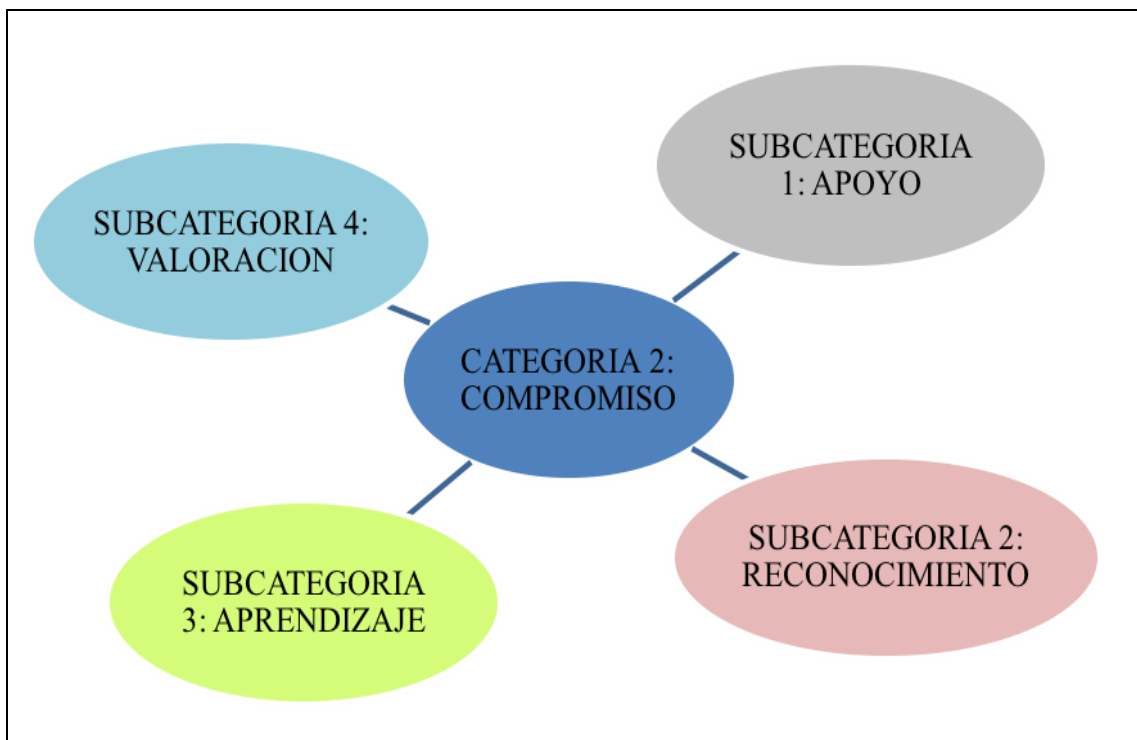 SUBCATEGORIA
1: APOYO
SUBCATEGORIA 4:
VALORACION
CATEGORIA 2:
COMPROMISO
SUBCATEGORIA 2:
RECONOCIMIENTO
SUBCATEGORIA
3: APRENDIZAJE